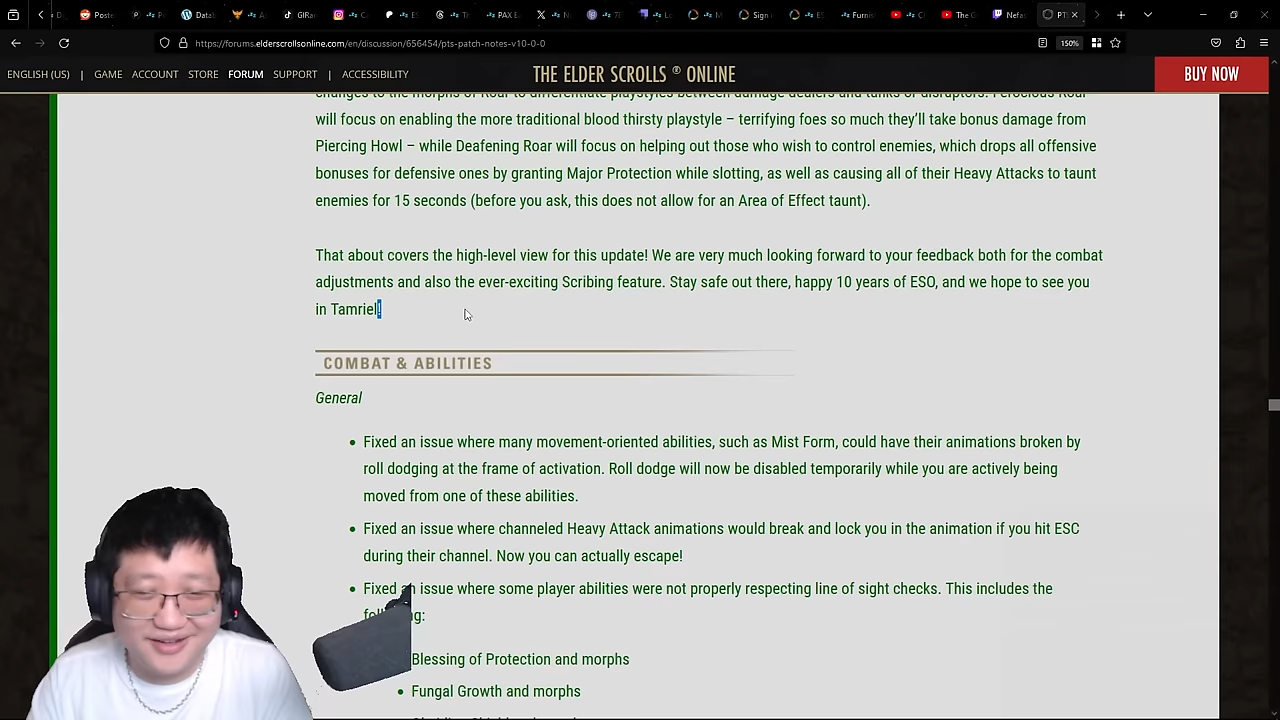 Poste
P
Datab
A
GIRa
C
E
Tr
PAX Ea
N
7
Lo
M
Sign
ES
Furnis
C
The G
Nefas
PTS
https://forums.elderscrollsonline.com/en/discussion/656454/pts-patch-notes-v10-0-0
150%
ENGLISH (US) | GAME ACCOUNT STORE FORUM SUPPORT | ACCESSIBILITY
THE ELDER SCROLLS ® ONLINE
BUY NOW
changes to the morphs of Roar to differentiate playstyles between damage dealers and tanks or disruptors. Ferocious Roar
will focus on enabling the more traditional blood thirsty playstyle – terrifying foes so much they'll take bonus damage from
Piercing Howl – while Deafening Roar will focus on helping out those who wish to control enemies, which drops all offensive
bonuses for defensive ones by granting Major Protection while slotting, as well as causing all of their Heavy Attacks to taunt
enemies for 15 seconds (before you ask, this does not allow for an Area of Effect taunt).
That about covers the high-level view for this update! We are very much looking forward to your feedback both for the combat
adjustments and also the ever-exciting Scribing feature. Stay safe out there, happy 10 years of ESO, and we hope to see you
in Tamriel!
COMBAT & ABILITIES
General
• Fixed an issue where many movement-oriented abilities, such as Mist Form, could have their animations broken by
roll dodging at the frame of activation. Roll dodge will now be disabled temporarily while you are actively being
moved from one of these abilities.
• Fixed an issue where channeled Heavy Attack animations would break and lock you in the animation if you hit ESC
during their channel. Now you can actually escape!
• Fixed an issue where some player abilities were not properly respecting line of sight checks. This includes the
following:
Blessing of Protection and morphs
• Fungal Growth and morphs